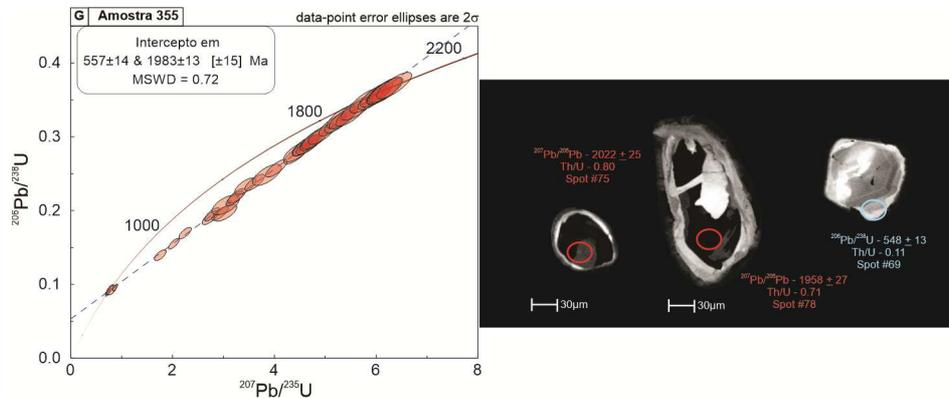 G Amostra 355
data-point error ellipses are 2σ
Intercepto em
557±14 & 1983±13 [±15] Ma
MSWD = 0.72
2200
1800
1000
0.4
0.3
0.2
0.1
0.0
0 2 4 6 8
²⁰⁶Pb/²³⁸U
²⁰⁷Pb/²³⁵U
²⁰⁷Pb/²⁰⁶Pb - 2022 ± 25
Th/U - 0.80
Spot #75
²⁰⁶Pb/²³⁸U - 548 ± 13
Th/U - 0.11
Spot #69
²⁰⁷Pb/²⁰⁶Pb - 1958 ± 27
Th/U - 0.71
Spot #78
30µm
30µm